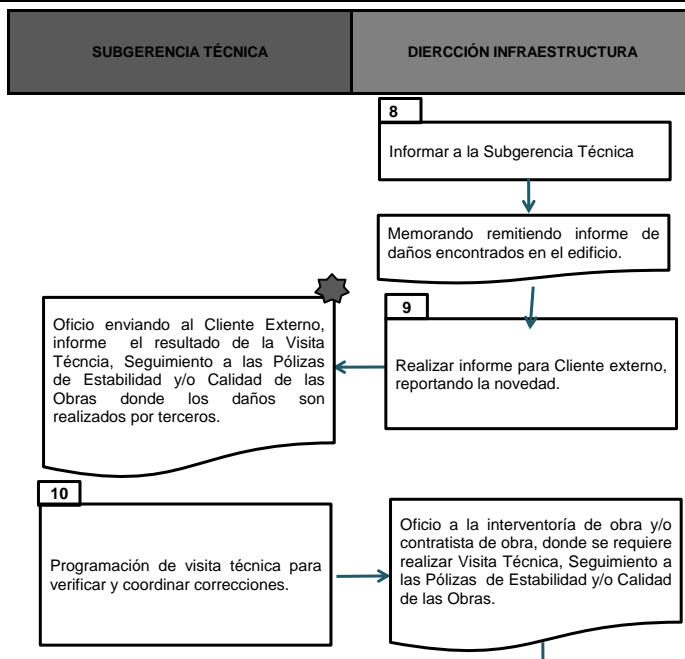 SUBGERENCIA TÉCNICA
DIERCCIÓN INFRAESTRUCTURA
8
Informar a la Subgerencia Técnica
Memorando remitiendo informe de
daños encontrados en el edificio.
Oficio enviando al Cliente Externo,
informe el resultado de la Visita
Técncia, Seguimiento a las Pólizas
de Estabilidad y/o Calidad de las
Obras donde los daños son
realizados por terceros.
9
Realizar informe para Cliente externo,
reportando la novedad.
10
Programación de visita técnica para
verificar y coordinar correcciones.
Oficio a la interventoría de obra y/o
contratista de obra, donde se requiere
realizar Visita Técnica, Seguimiento a
las Pólizas de Estabilidad y/o Calidad
de las Obras.